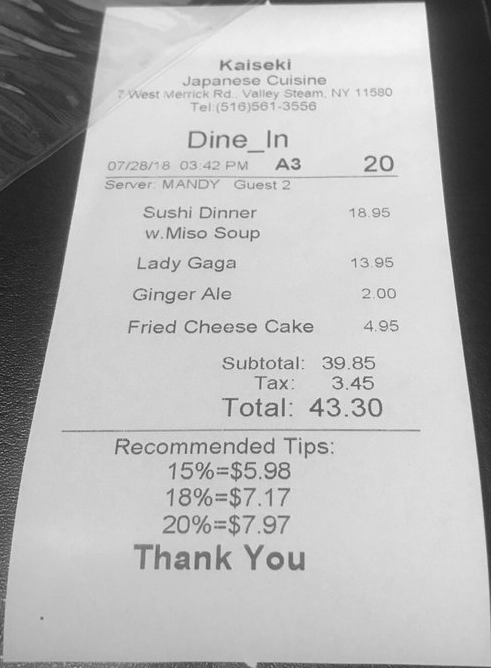 Kaiseki
Japanese Cuisine
7 West Merrick Rd., Valley Steam, NY 11580
Tel:(516)561-3556
Dine_In
07/28/18 03:42 PM A3 20
Server: MANDY Guest 2
Sushi Dinner 18.95
w.Miso Soup
Lady Gaga 13.95
Ginger Ale 2.00
Fried Cheese Cake 4.95
Subtotal: 39.85
Tax: 3.45
Total: 43.30
Recommended Tips:
15%=$5.98
18%=$7.17
20%=$7.97
Thank You